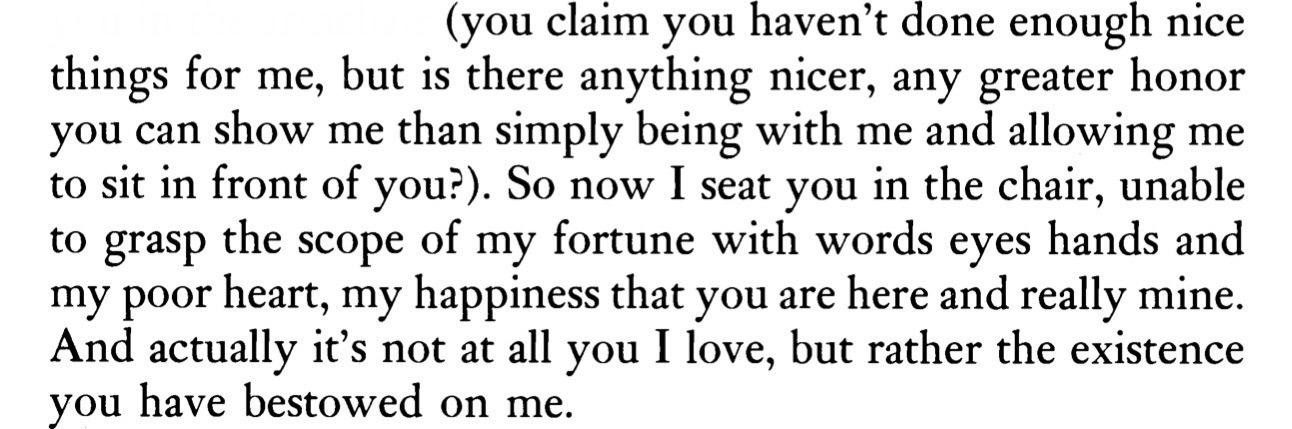 (you claim you haven't done enough nice
things for me, but is there anything nicer, any greater honor
you can show me than simply being with me and allowing me
to sit in front of you?). So now I seat you in the chair, unable
to grasp the scope of my fortune with words eyes hands and
my poor heart, my happiness that you are here and really mine.
And actually it's not at all you I love, but rather the existence
you have bestowed on me.